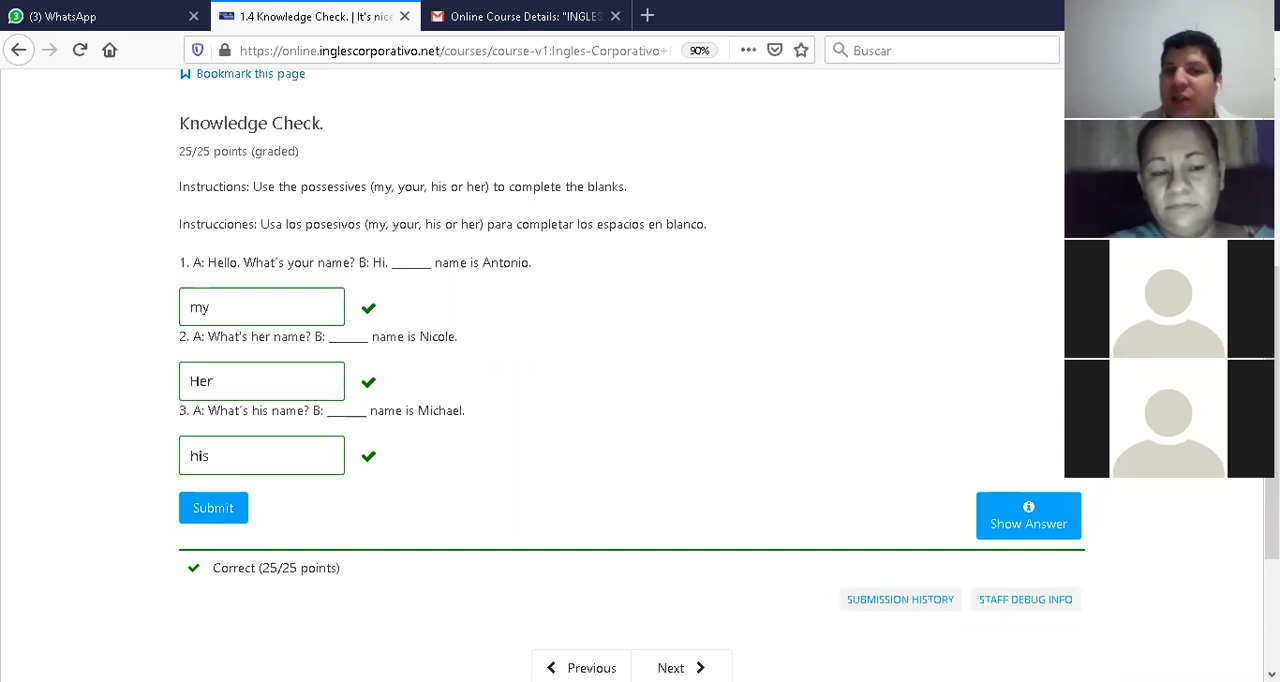 (3) WhatsApp
1.4 Knowledge Check. | It's nice
Online Course Details: "INGLES
https://online.inglescorporativo.net/courses/course-v1:Ingles-Corporativo+
90%
Buscar
Bookmark this page
Knowledge Check.
25/25 points (graded)
Instructions: Use the possessives (my, your, his or her) to complete the blanks.
Instrucciones: Usa los posesivos (my, your, his or her) para completar los espacios en blanco.
1. A: Hello. What´s your name? B: Hi. ______ name is Antonio.
my
2. A: What's her name? B: ______ name is Nicole.
Her
3. A: What´s his name? B: ______ name is Michael.
his
Submit
Show Answer
Correct (25/25 points)
SUBMISSION HISTORY
STAFF DEBUG INFO
Previous
Next